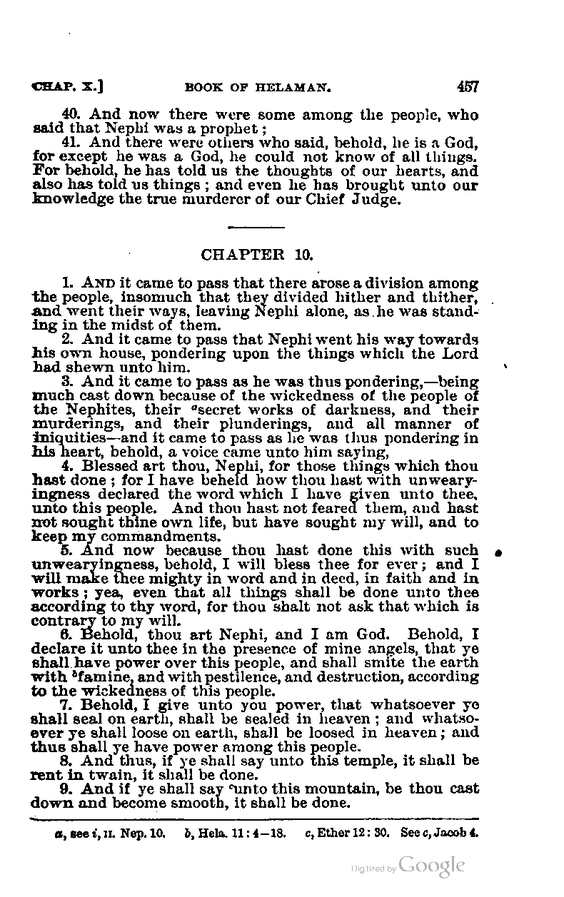 CHAP. X.] BOOK OF HELAMAN. 457
40. And now there were some among the people, who
said that Nephi was a prophet;
41. And there were others who said, behold, he is a God,
for except he was a God, he could not know of all things.
For behold, he has told us the thoughts of our hearts, and
also has told us things; and even he has brought unto our
knowledge the true murderer of our Chief Judge.
CHAPTER 10.
1. AND it came to pass that there arose a division among
the people, insomuch that they divided hither and thither,
and went their ways, leaving Nephi alone, as he was stand-
ing in the midst of them.
2. And it came to pass that Nephi went his way towards
his own house, pondering upon the things which the Lord
had shewn unto him.
3. And it came to pass as he was thus pondering,—being
much cast down because of the wickedness of the people of
the Nephites, their ᵃsecret works of darkness, and their
murderings, and their plunderings, and all manner of
iniquities—and it came to pass as he was thus pondering in
his heart, behold, a voice came unto him saying,
4. Blessed art thou, Nephi, for those things which thou
hast done; for I have beheld how thou hast with unweary-
ingness declared the word which I have given unto thee,
unto this people. And thou hast not feared them, and hast
not sought thine own life, but have sought my will, and to
keep my commandments.
5. And now because thou hast done this with such
unwearyingness, behold, I will bless thee for ever; and I
will make thee mighty in word and in deed, in faith and in
works; yea, even that all things shall be done unto thee
according to thy word, for thou shalt not ask that which is
contrary to my will.
6. Behold, thou art Nephi, and I am God. Behold, I
declare it unto thee in the presence of mine angels, that ye
shall have power over this people, and shall smite the earth
with ᵇfamine, and with pestilence, and destruction, according
to the wickedness of this people.
7. Behold, I give unto you power, that whatsoever ye
shall seal on earth, shall be sealed in heaven; and whatso-
ever ye shall loose on earth, shall be loosed in heaven; and
thus shall ye have power among this people.
8. And thus, if ye shall say unto this temple, it shall be
rent in twain, it shall be done.
9. And if ye shall say ᶜunto this mountain, be thou cast
down and become smooth, it shall be done.
a, see i, II. Nep. 10. b, Hela. 11: 4—18. c, Ether 12: 30. See c, Jacob 4.
Digitized by Google